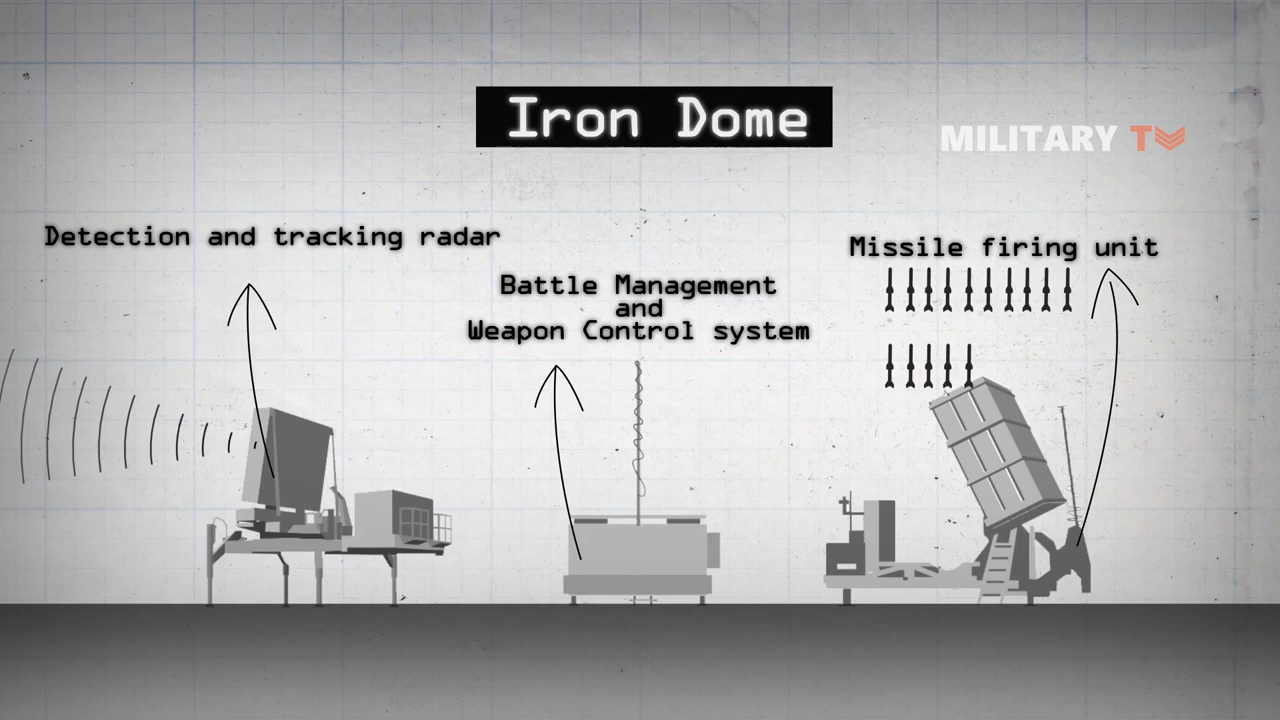 Iron Dome
MILITARY TV
Detection and tracking radar
Missile firing unit
Battle Management
and
Weapon Control system